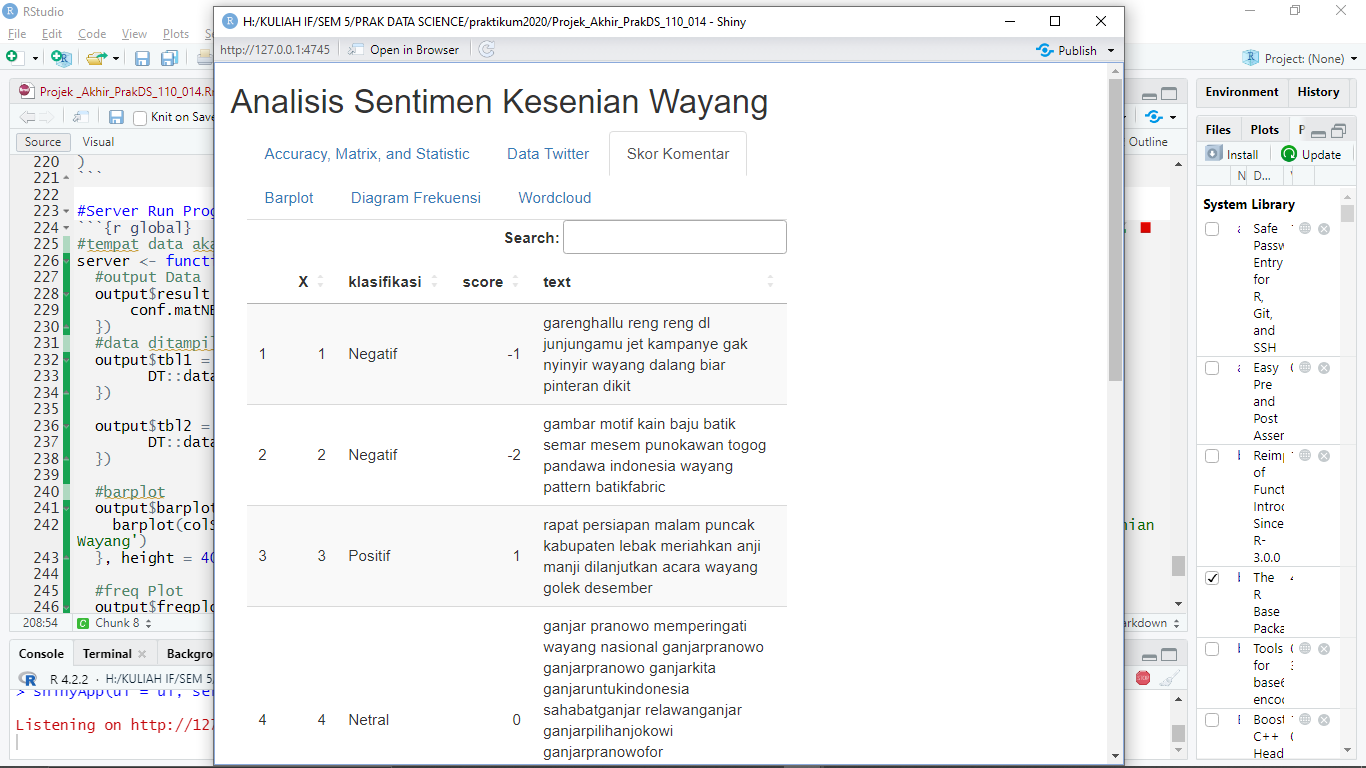 RStudio
File Edit Code View Plots
Project: (None)
Projek _Akhir_PrakDS_110_014.R
Knit on Save
Source Visual
Outline
220 )
221 ```
222
223 #Server Run Prog
224 ```{r global}
225 #tempat data aka
226 server <- functi
227 #output Data
228 output$result
229 conf.matNB
230 })
231 #data ditampil
232 output$tbl1 =
233 DT::data
234 })
235
236 output$tbl2 =
237 DT::data
238 })
239
240 #barplot
241 output$barplot
242 barplot(colS
nian
Wayang')
243 }, height = 40
244
245 #freq Plot
246 output$freqplo
208:54 Chunk 8
arkdown
Console Terminal Backgro
R 4.2.2 · H:/KULIAH IF/SEM 5/
> shinyApp(ui = ui, ser
Listening on http://127
H:/KULIAH IF/SEM 5/PRAK DATA SCIENCE/praktikum2020/Projek_Akhir_PrakDS_110_014 - Shiny
http://127.0.0.1:4745 Open in Browser Publish
Analisis Sentimen Kesenian Wayang
Accuracy, Matrix, and Statistic Data Twitter Skor Komentar
Barplot Diagram Frekuensi Wordcloud
Search:
X klasifikasi score text
1 1 Negatif -1 garenghallu reng reng dl
junjungamu jet kampanye gak
nyinyir wayang dalang biar
pinteran dikit
2 2 Negatif -2 gambar motif kain baju batik
semar mesem punokawan togog
pandawa indonesia wayang
pattern batikfabric
3 3 Positif 1 rapat persiapan malam puncak
kabupaten lebak meriahkan anji
manji dilanjutkan acara wayang
golek desember
4 4 Netral 0 ganjar pranowo memperingati
wayang nasional ganjarpranowo
ganjarpranowo ganjarkita
ganjaruntukindonesia
sahabatganjar relawanganjar
ganjarpilihanjokowi
ganjarpranowofor
Environment History
Files Plots P
Install Update
N D...
System Library
Safe
Passw
Entry
for
R,
Git,
and
SSH
Easy
Pre
and
Post
Asser
Reimp
of
Funct
Introc
Since
R-
3.0.0
The
R
Base
Packa
Tools
for
base6
encod
Boost
C++
Head